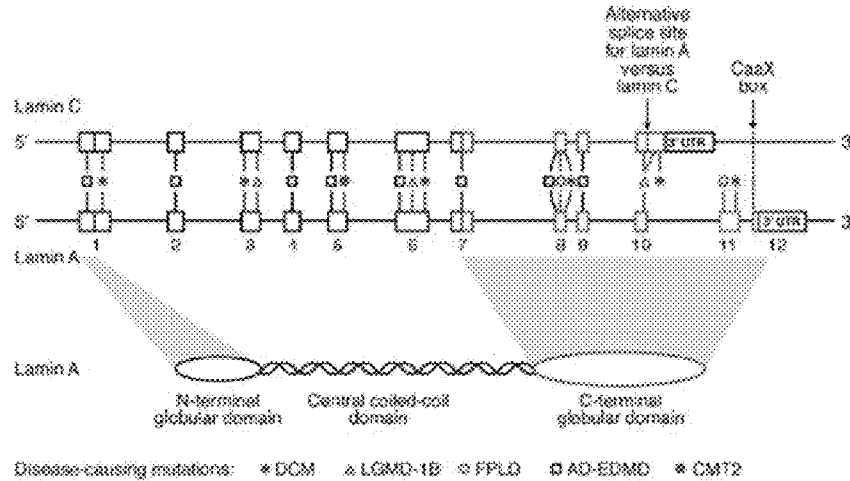 Alternative
splice site
for lamin A
versus
lamin C
CaaX
box
Lamin C
5′ 3′ UTR 3
5′ 3′ UTR 3
1 2 3 4 5 6 7 8 9 10 11 12
Lamin A
Lamin A
N-terminal
globular domain
Central coiled-coil
domain
C-terminal
globular domain
Disease-causing mutations: * DCM ▵ LGMD-1B ○ FPLD □ AD-EDMD * CMT2